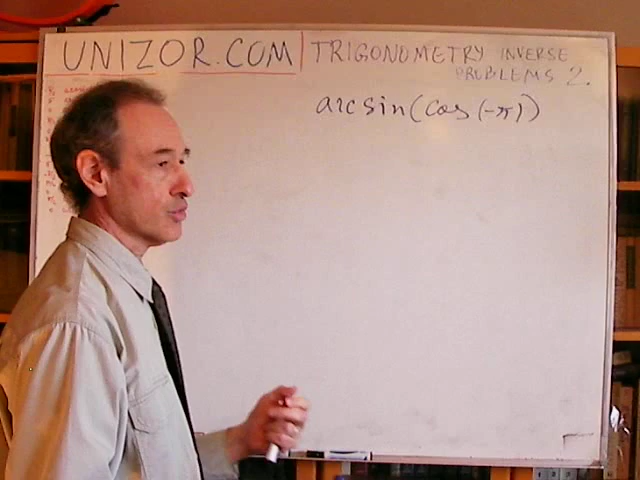 UNIZOR.COM
TRIGONOMETRY INVERSE
PROBLEMS 2.
arcsin(cos(-π))